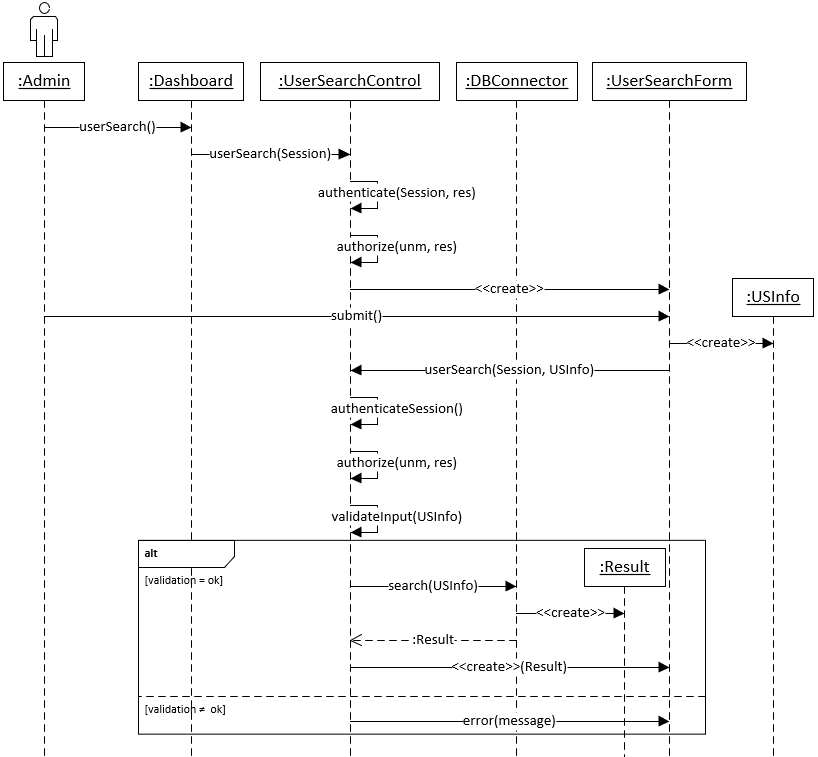 :Admin
:Dashboard
:UserSearchControl
:DBConnector
:UserSearchForm
userSearch()
userSearch(Session)
authenticate(Session, res)
authorize(unm, res)
<<create>>
:USInfo
submit()
<<create>>
userSearch(Session, USInfo)
authenticateSession()
authorize(unm, res)
validateInput(USInfo)
alt
:Result
[validation = ok]
search(USInfo)
<<create>>
:Result
<<create>>(Result)
[validation ≠ ok]
error(message)